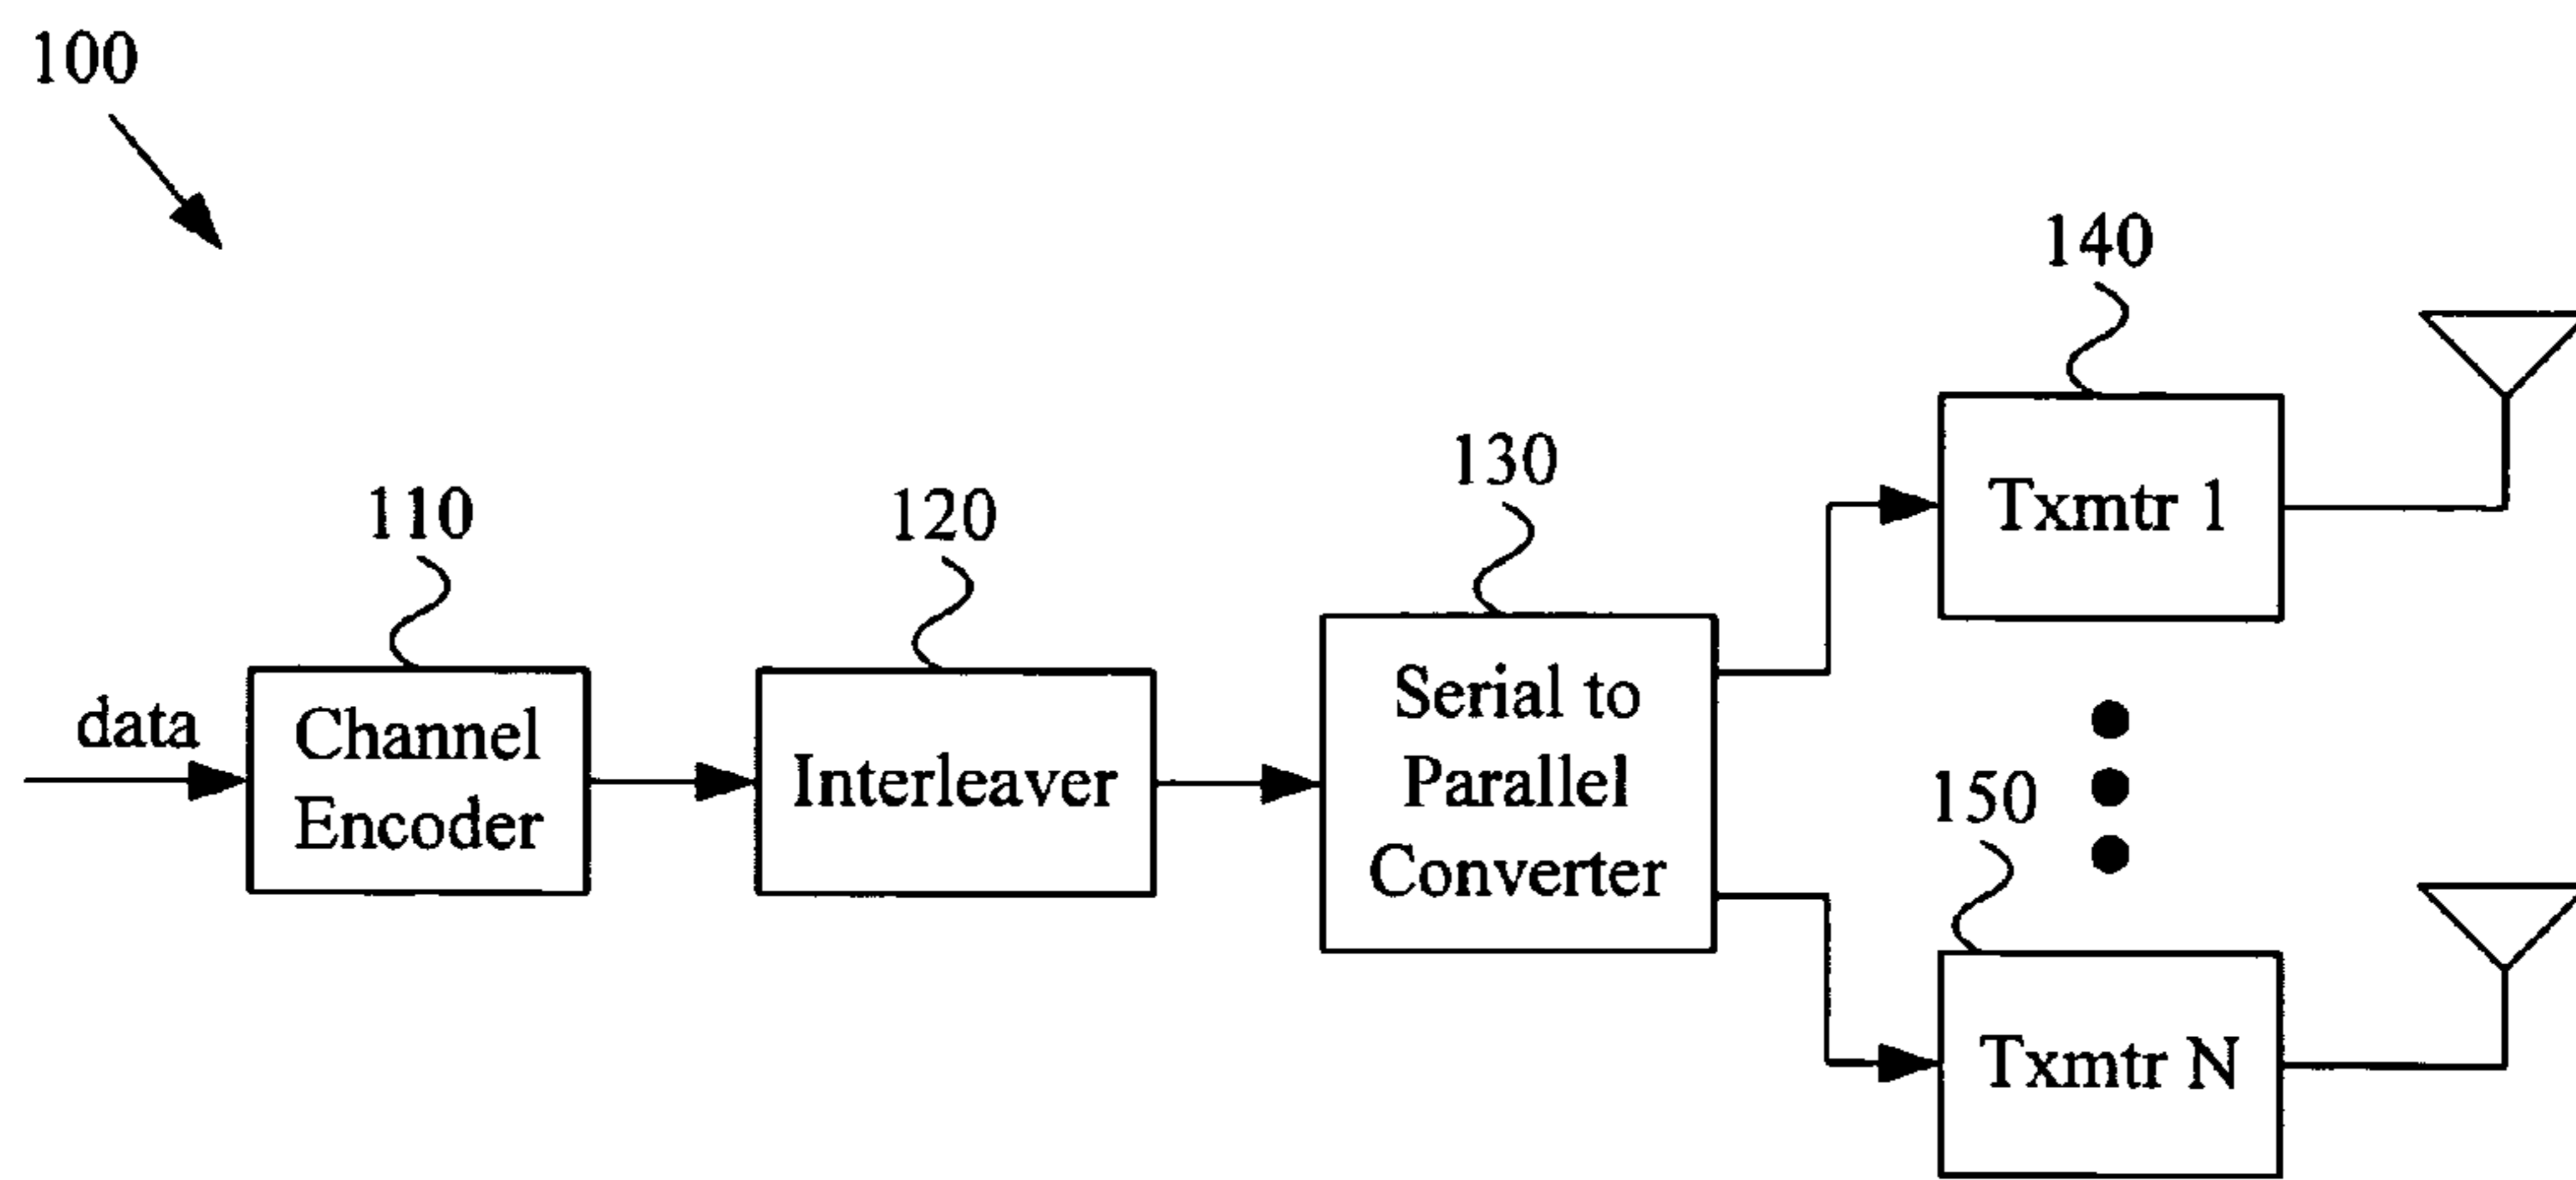 100
140
130
110
120
Txmtr 1
data
Channel
Encoder
Interleaver
Serial to
Parallel
Converter
150
Txmtr N